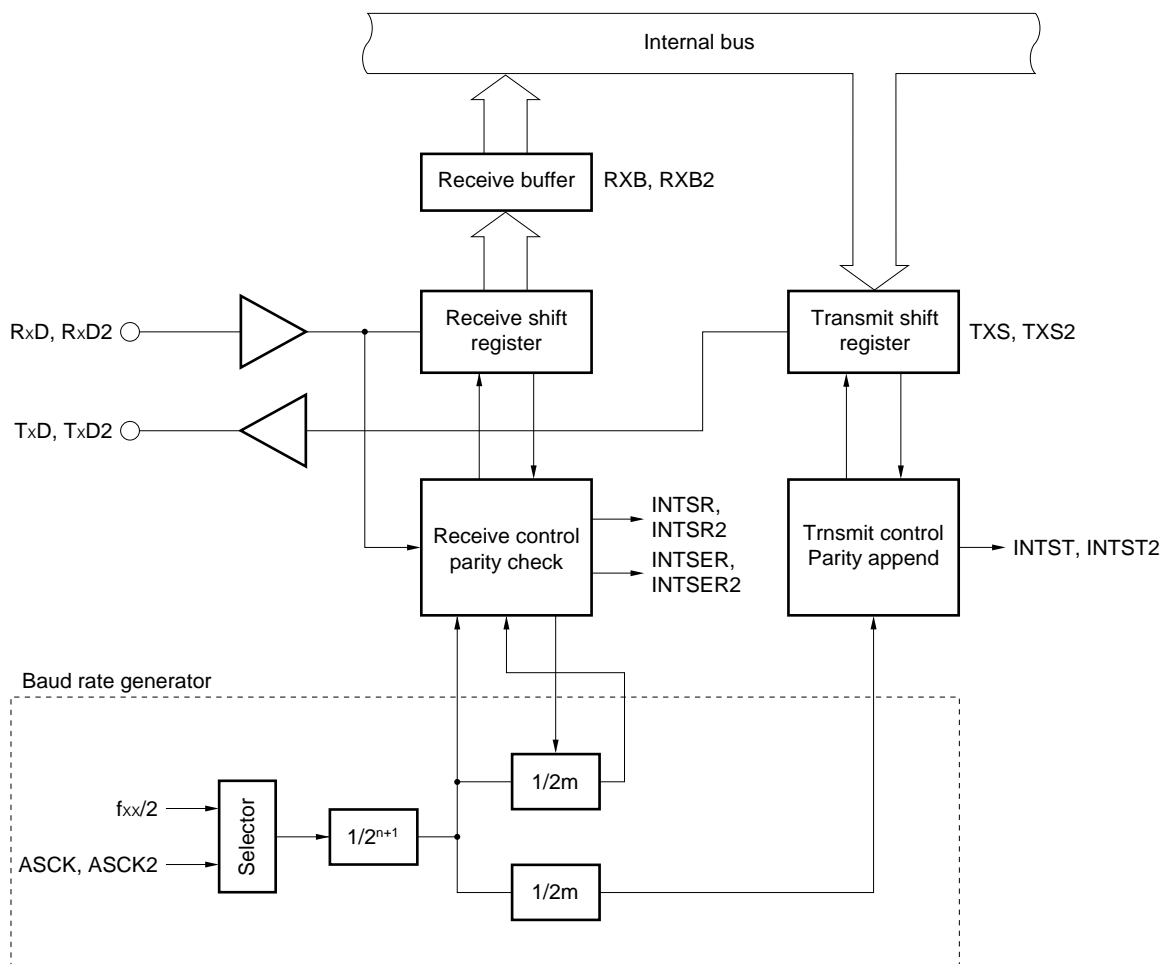 Internal bus
Receive buffer
RXB, RXB2
RxD, RxD2
Receive shift
register
Transmit shift
register
TXS, TXS2
TxD, TxD2
Receive control
parity check
INTSR,
INTSR2
INTSER,
INTSER2
Trnsmit control
Parity append
INTST, INTST2
Baud rate generator
fxx/2
ASCK, ASCK2
Selector
1/2ⁿ⁺¹
1/2m
1/2m